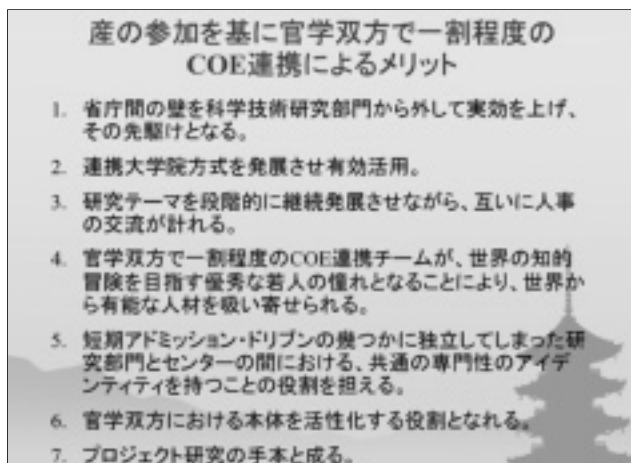 産の参加を基に官学双方で一割程度の
COE連携によるメリット
1. 省庁間の壁を科学技術研究部門から外して実効を上げ、
その先駆けとなる。
2. 連携大学院方式を発展させ有効活用。
3. 研究テーマを段階的に継続発展させながら、互いに人事
の交流が計れる。
4. 官学双方で一割程度のCOE連携チームが、世界の知的
冒険を目指す優秀な若人の憧れとなることにより、世界か
ら有能な人材を吸い寄せられる。
5. 短期アドミッション・ドリブンの幾つかに独立してしまった研
究部門とセンターの間における、共通の専門性のアイデ
ンティティを持つことの役割を担える。
6. 官学双方における本体を活性化する役割となれる。
7. プロジェクト研究の手本と成る。